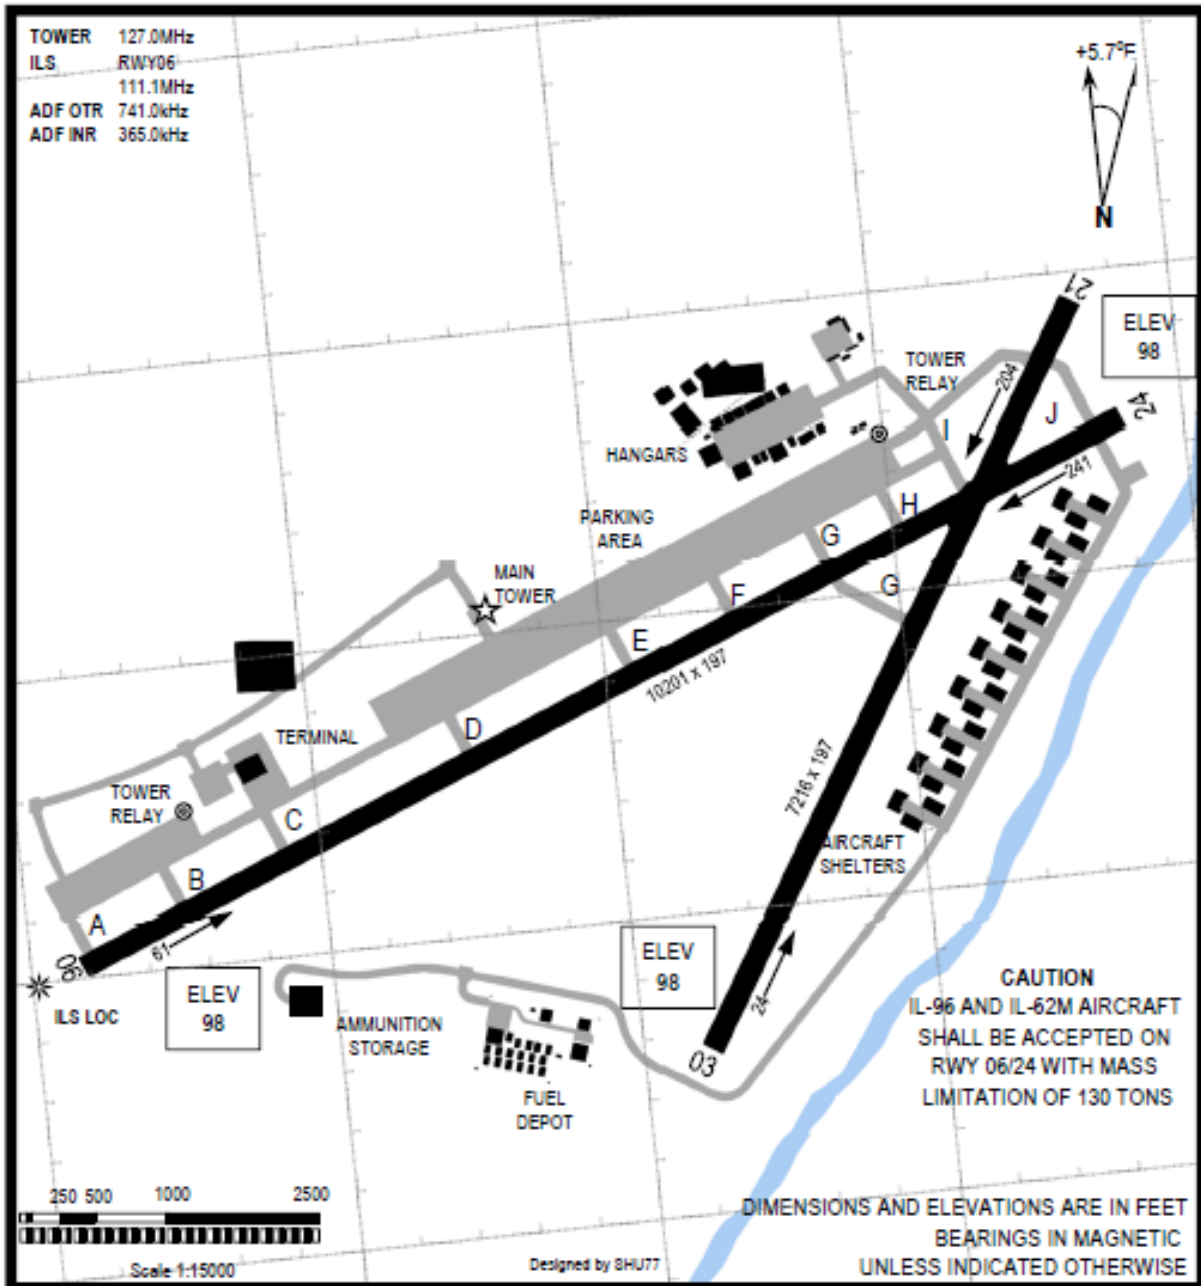 TOWER 127.0MHz
ILS RWY06
111.1MHz
ADF OTR 741.0kHz
ADF INR 365.0kHz
+5.7°E
N
21
ELEV
98
24
TOWER
RELAY
204
J
I
241
HANGARS
H
PARKING
AREA
G
G
MAIN
TOWER
F
E
10201 x 197
D
TERMINAL
7216 x 197
TOWER
RELAY
C
AIRCRAFT
SHELTERS
B
A
61
06
ELEV
98
ILS LOC
ELEV
98
24
03
AMMUNITION
STORAGE
FUEL
DEPOT
CAUTION
IL-96 AND IL-62M AIRCRAFT
SHALL BE ACCEPTED ON
RWY 06/24 WITH MASS
LIMITATION OF 130 TONS
250 500 1000 2500
Scale 1:15000
Designed by SHU77
DIMENSIONS AND ELEVATIONS ARE IN FEET
BEARINGS IN MAGNETIC
UNLESS INDICATED OTHERWISE